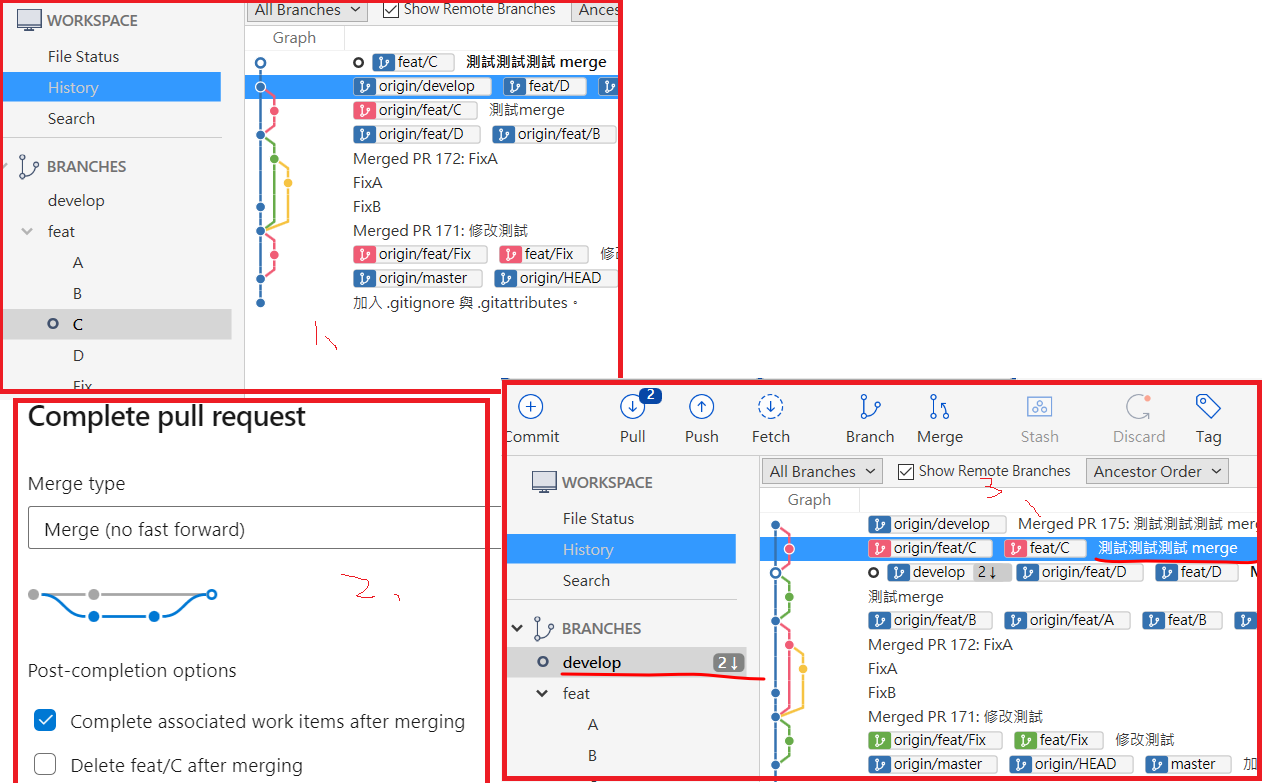 WORKSPACE
File Status
History
Search
BRANCHES
develop
feat
A
B
C
D
Fix
All Branches Show Remote Branches Ances
Graph
feat/C 測試測試測試 merge
origin/develop feat/D
origin/feat/C 測試merge
origin/feat/D origin/feat/B
Merged PR 172: FixA
FixA
FixB
Merged PR 171: 修改測試
origin/feat/Fix feat/Fix 修
origin/master origin/HEAD
加入 .gitignore 與 .gitattributes。
1、
Complete pull request
Merge type
Merge (no fast forward)
2、
Post-completion options
Complete associated work items after merging
Delete feat/C after merging
2
Commit Pull Push Fetch Branch Merge Stash Discard Tag
WORKSPACE
File Status
History
Search
BRANCHES
develop 2↓
feat
A
B
All Branches Show Remote Branches Ancestor Order
3、
Graph
origin/develop Merged PR 175: 測試測試測試 mer
origin/feat/C feat/C 測試測試測試 merge
develop 2↓ origin/feat/D feat/D M
測試merge
origin/feat/B origin/feat/A feat/B
Merged PR 172: FixA
FixA
FixB
Merged PR 171: 修改測試
origin/feat/Fix feat/Fix 修改測試
origin/master origin/HEAD master 加